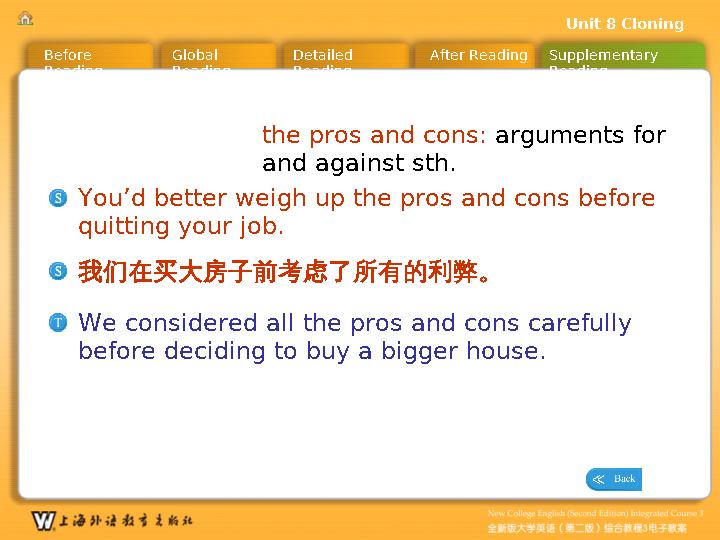 Unit 8 Cloning
Before
Reading
Global
Reading
Detailed
Reading
After Reading
Supplementary
Reading
the pros and cons: arguments for
and against sth.
S You’d better weigh up the pros and cons before
quitting your job.
S 我们在买大房子前考虑了所有的利弊。
T We considered all the pros and cons carefully
before deciding to buy a bigger house.
≪ Back
W 上海外语教育出版社
New College English (Second Edition) Integrated Course 3
全新版大学英语（第二版）综合教程3电子教案